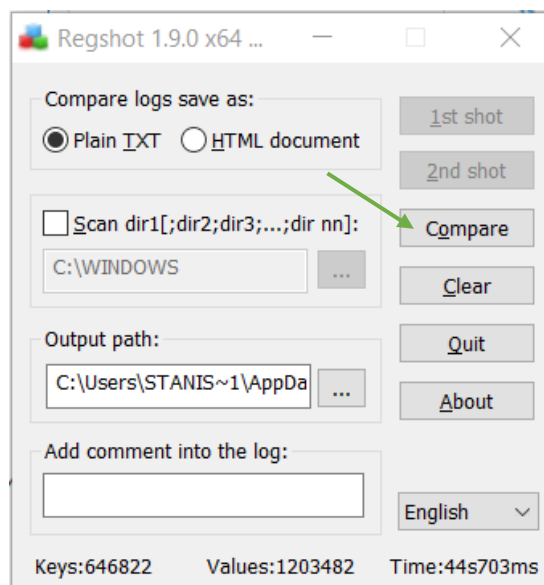 Regshot 1.9.0 x64 ...
Compare logs save as:
Plain TXT HTML document
1st shot
2nd shot
Scan dir1[;dir2;dir3;...;dir nn]:
Compare
C:\WINDOWS ...
Clear
Output path:
Quit
C:\Users\STANIS~1\AppDa ...
About
Add comment into the log:
English
Keys:646822 Values:1203482 Time:44s703ms